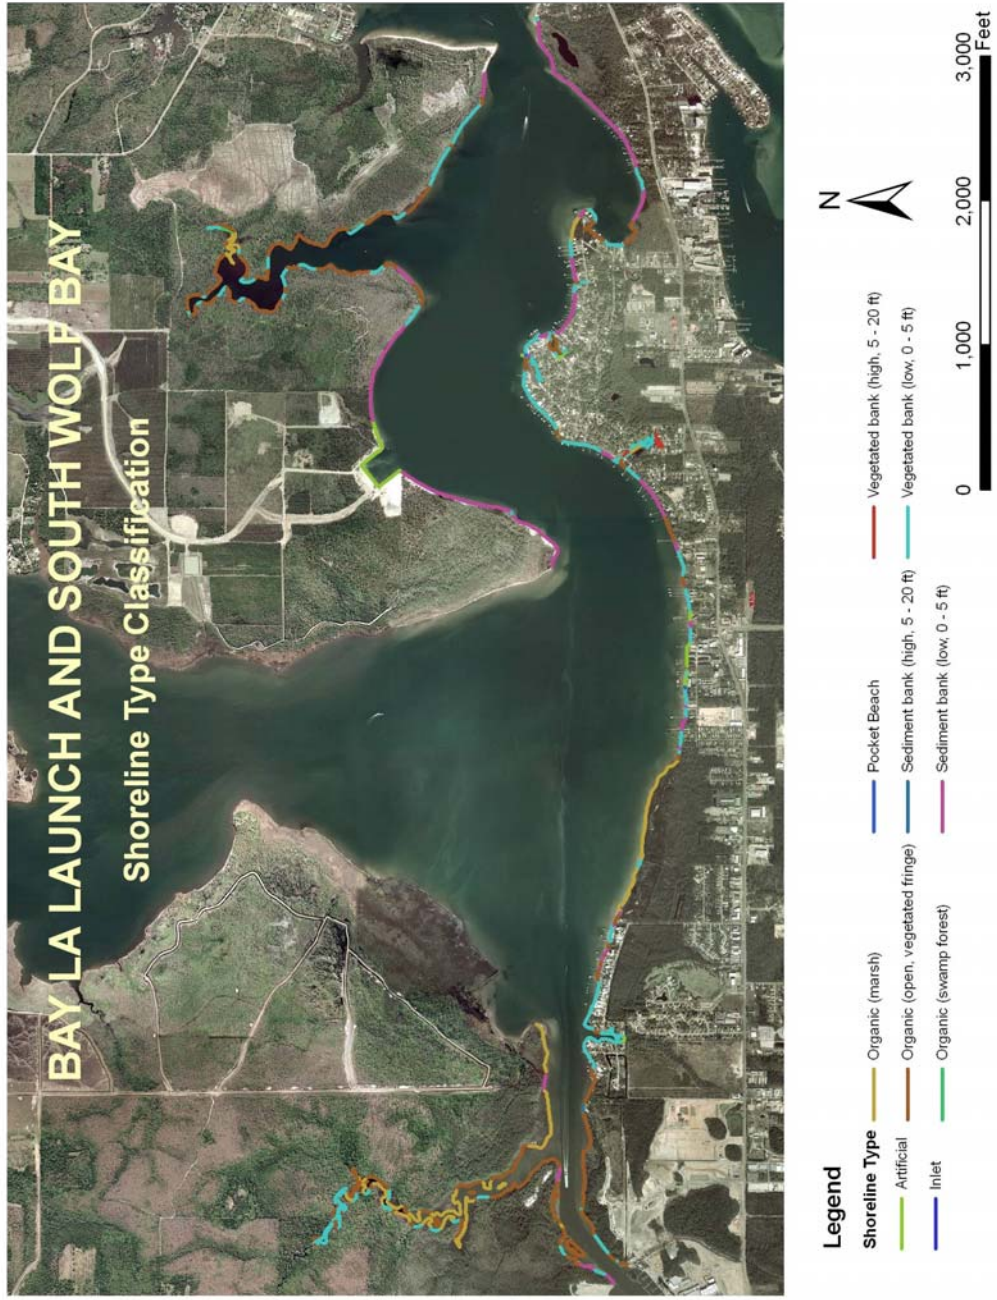 BAY LA LAUNCH AND SOUTH WOLF BAY
Shoreline Type Classification
Legend
Shoreline Type
Artificial
Inlet
Organic (marsh)
Organic (open, vegetated fringe)
Organic (swamp forest)
Pocket Beach
Sediment bank (high, 5 - 20 ft)
Sediment bank (low, 0 - 5 ft)
Vegetated bank (high, 5 - 20 ft)
Vegetated bank (low, 0 - 5 ft)
N
0 1,000 2,000 3,000
Feet